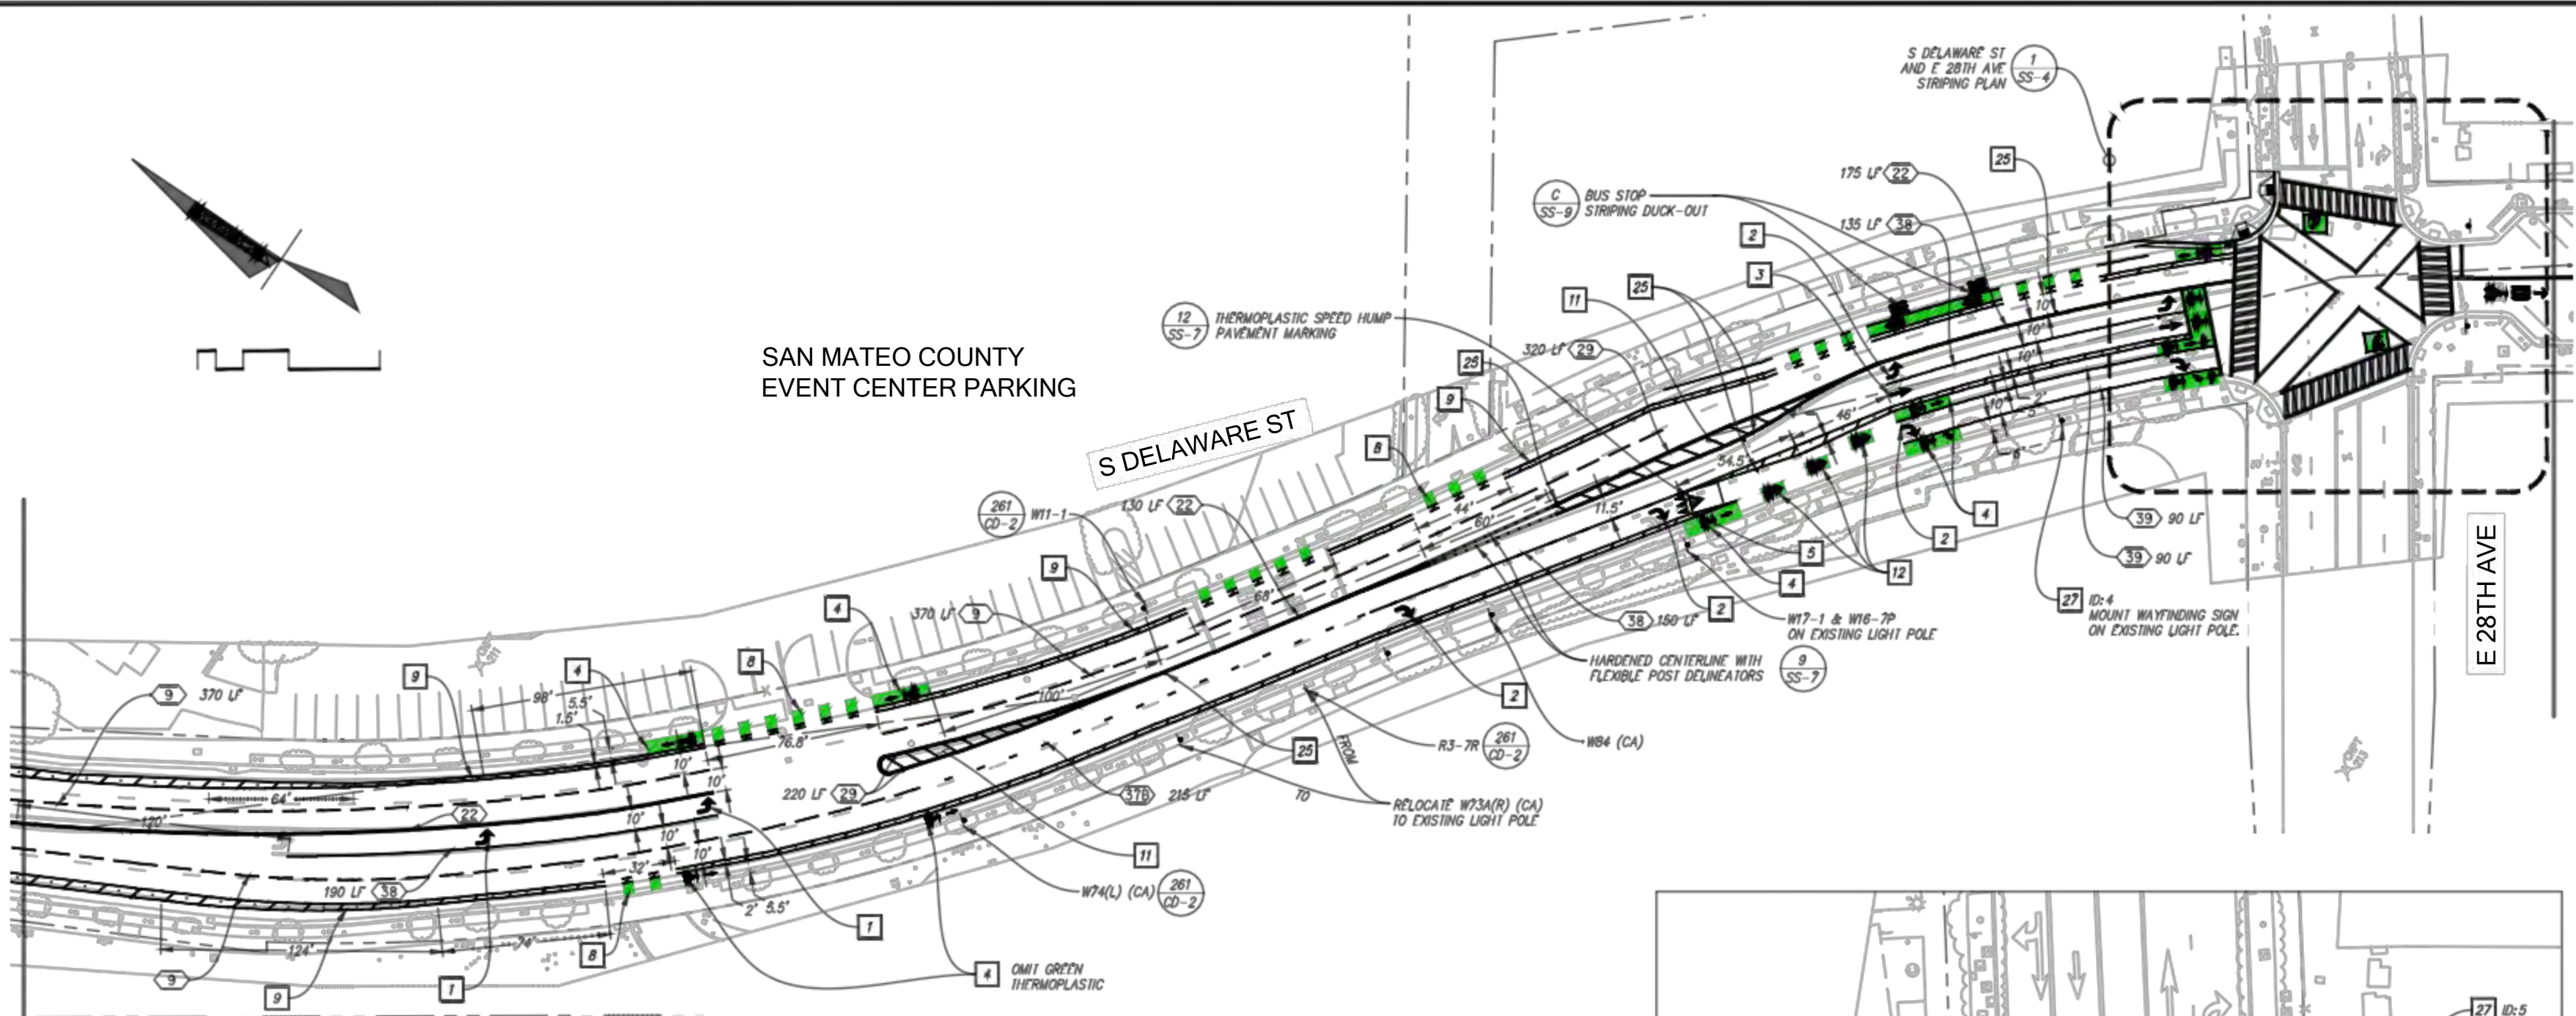 S DELAWARE ST
AND E 28TH AVE
STRIPING PLAN
1
SS-4
25
175 LF 22
C
SS-9
BUS STOP
STRIPING DUCK-OUT
135 LF 38
2
3
25
11
12
SS-7
THERMOPLASTIC SPEED HUMP
PAVEMENT MARKING
320 LF 29
25
9
SAN MATEO COUNTY
EVENT CENTER PARKING
S DELAWARE ST
10'
10'
10'
10'
2'
5'
6'
46'
54.5'
8
44'
60'
11.5'
261
CD-2
W11-1
130 LF 22
9
68'
4
370 LF 9
4
39 90 LF
2
5
39 90 LF
4
12
E 28TH AVE
27 ID:4
MOUNT WAYFINDING SIGN
ON EXISTING LIGHT POLE.
2
38 150 LF
W17-1 & W16-7P
ON EXISTING LIGHT POLE
HARDENED CENTERLINE WITH
FLEXIBLE POST DELINEATORS
9
SS-7
2
9
4
8
9 370 LF
98'
5.5'
1.5'
100'
76.8'
R3-7R
261
CD-2
W84 (CA)
25
FROM
TO
RELOCATE W73A(R) (CA)
TO EXISTING LIGHT POLE
10'
10'
64'
120'
22
220 LF 29
37B 215 LF
10'
10'
10'
32'
190 LF 38
2' 5.5'
11
W74(L) (CA)
261
CD-2
1
124'
74'
8
9
9
1
4
OMIT GREEN
THERMOPLASTIC
27 ID:5